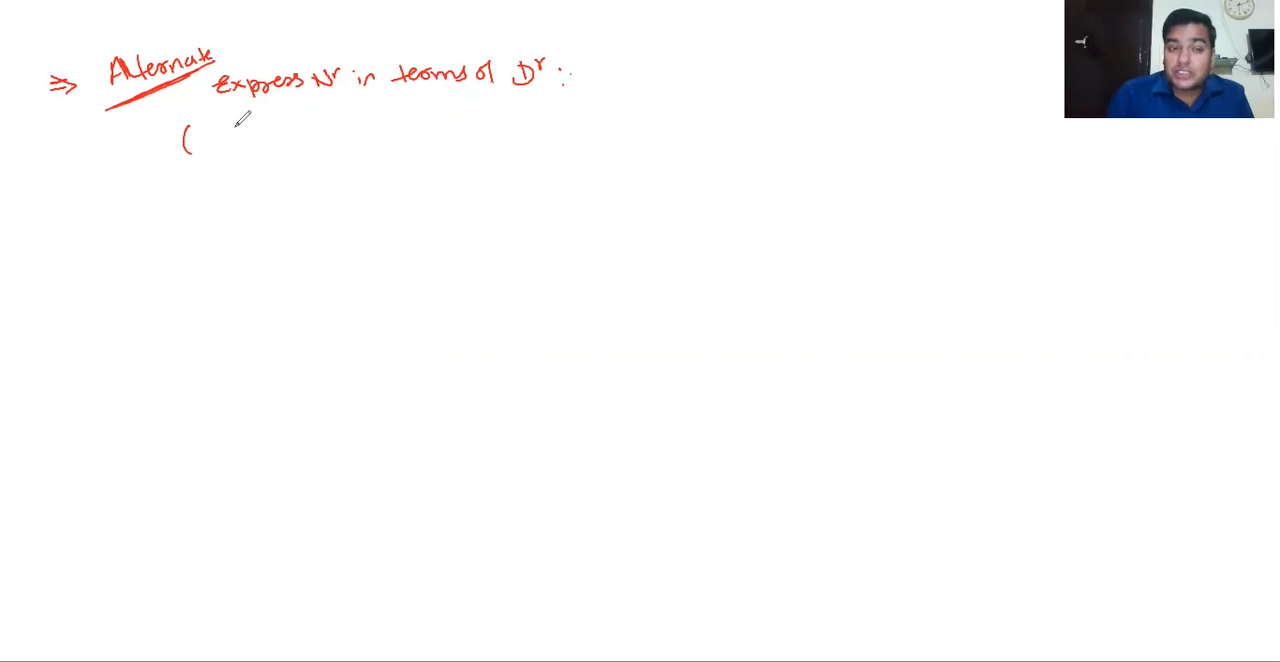 ⇒ Alternate Express Nʳ in terms of Dʳ :
(